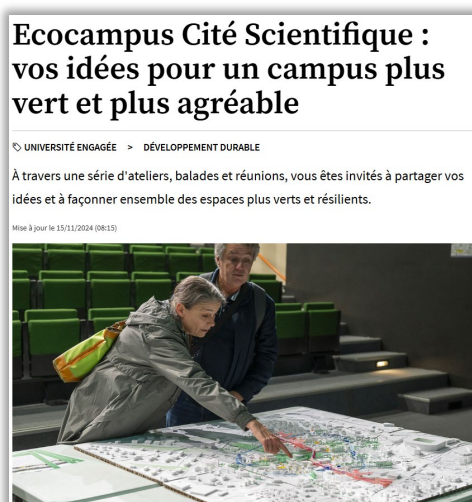 Ecocampus Cité Scientifique :
vos idées pour un campus plus
vert et plus agréable
UNIVERSITÉ ENGAGÉE > DÉVELOPPEMENT DURABLE
À travers une série d'ateliers, balades et réunions, vous êtes invités à partager vos
idées et à façonner ensemble des espaces plus verts et résilients.
Mise à jour le 15/11/2024 (08:15)